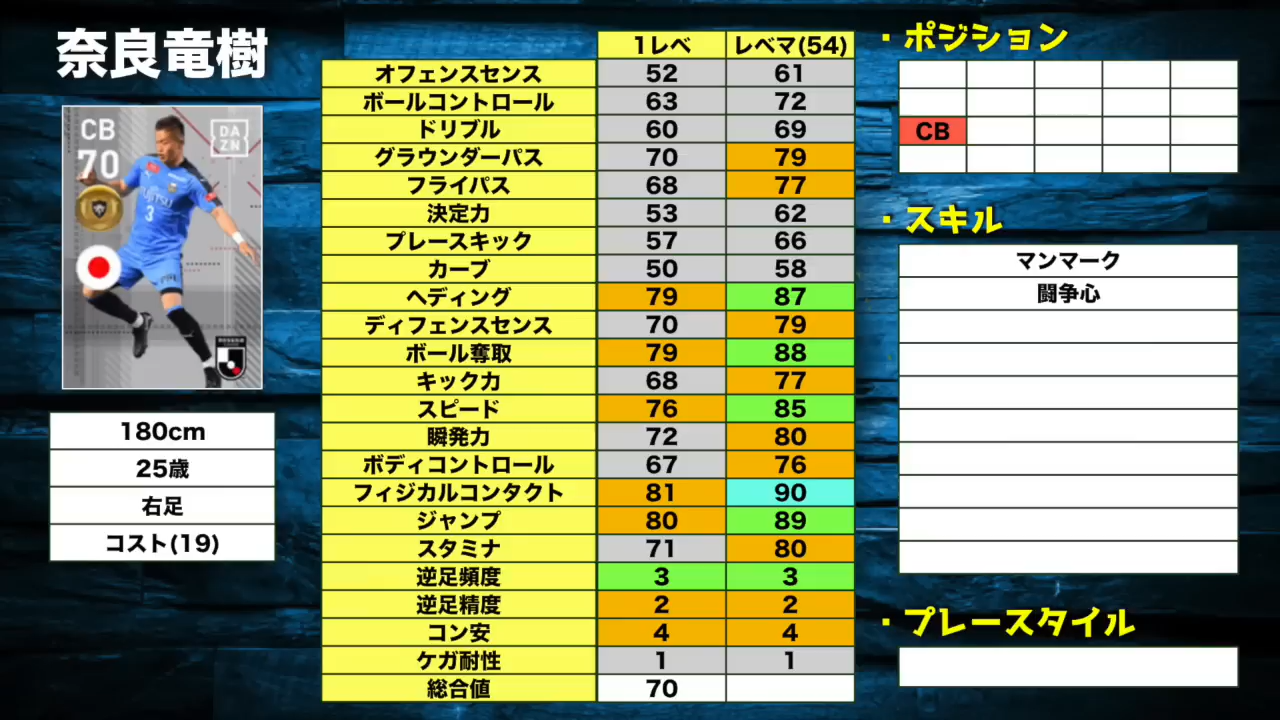 奈良竜樹
CB
70
DA
ZN
3
180cm
25歳
右足
コスト(19)
1レベ レベマ(54)
オフェンスセンス 52 61
ボールコントロール 63 72
ドリブル 60 69
グラウンダーパス 70 79
フライパス 68 77
決定力 53 62
プレースキック 57 66
カーブ 50 58
ヘディング 79 87
ディフェンスセンス 70 79
ボール奪取 79 88
キック力 68 77
スピード 76 85
瞬発力 72 80
ボディコントロール 67 76
フィジカルコンタクト 81 90
ジャンプ 80 89
スタミナ 71 80
逆足頻度 3 3
逆足精度 2 2
コン安 4 4
ケガ耐性 1 1
総合値 70
・ポジション
CB
・スキル
マンマーク
闘争心
・プレースタイル